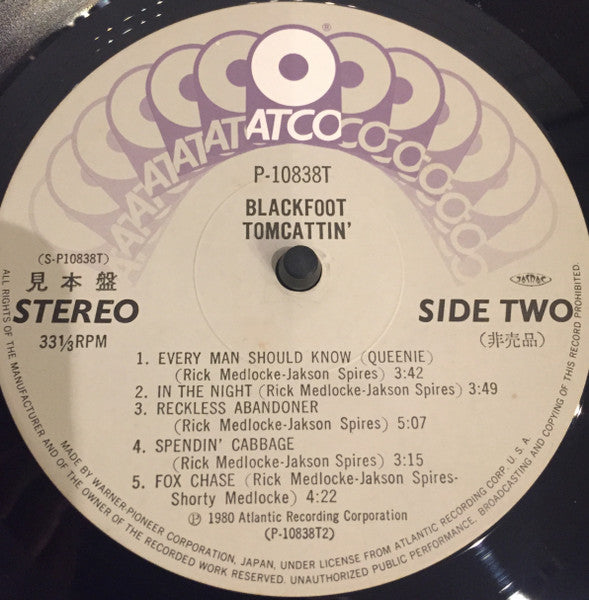 ®
ATCO
P-10838T
BLACKFOOT
TOMCATTIN'
(S-P10838T)
見本盤
STEREO
33⅓RPM
SIDE TWO
(非売品)
1. EVERY MAN SHOULD KNOW (QUEENIE)
(Rick Medlocke-Jakson Spires) 3:42
2. IN THE NIGHT (Rick Medlocke-Jakson Spires) 3:49
3. RECKLESS ABANDONER
(Rick Medlocke-Jakson Spires) 5:07
4. SPENDIN' CABBAGE
(Rick Medlocke-Jakson Spires) 3:15
5. FOX CHASE (Rick Medlocke-Jakson Spires-
Shorty Medlocke) 4:22
℗ 1980 Atlantic Recording Corporation
(P-10838T2)
MADE BY WARNER-PIONEER CORPORATION, JAPAN, UNDER LICENSE FROM ATLANTIC RECORDING CORP. U.S.A.
ALL RIGHTS OF THE MANUFACTURER AND OF THE OWNER OF THE RECORDED WORK RESERVED. UNAUTHORIZED PUBLIC PERFORMANCE, BROADCASTING AND COPYING OF THIS RECORD PROHIBITED.